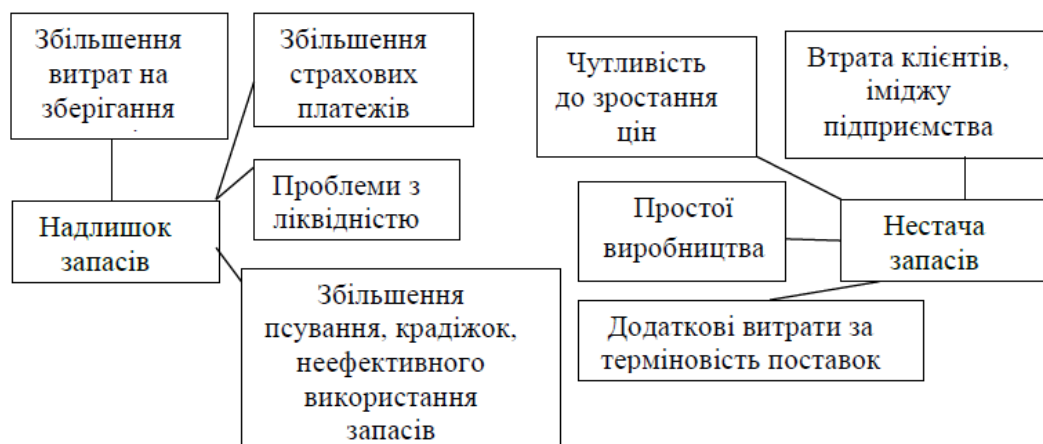 Збільшення
витрат на
зберігання
Збільшення
страхових
платежів
Проблеми з
ліквідністю
Надлишок
запасів
Збільшення
псування, крадіжок,
неефективного
використання
запасів
Чутливість
до зростання
цін
Втрата клієнтів,
іміджу
підприємства
Простої
виробництва
Нестача
запасів
Додаткові витрати за
терміновість поставок